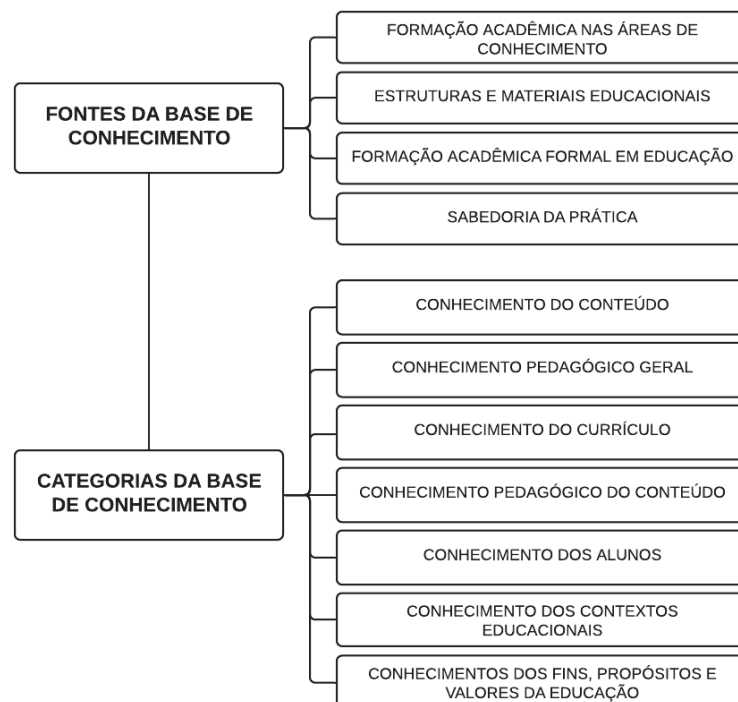 FONTES DA BASE DE
CONHECIMENTO
FORMAÇÃO ACADÊMICA NAS ÁREAS DE
CONHECIMENTO
ESTRUTURAS E MATERIAIS EDUCACIONAIS
FORMAÇÃO ACADÊMICA FORMAL EM EDUCAÇÃO
SABEDORIA DA PRÁTICA
CATEGORIAS DA BASE
DE CONHECIMENTO
CONHECIMENTO DO CONTEÚDO
CONHECIMENTO PEDAGÓGICO GERAL
CONHECIMENTO DO CURRÍCULO
CONHECIMENTO PEDAGÓGICO DO CONTEÚDO
CONHECIMENTO DOS ALUNOS
CONHECIMENTO DOS CONTEXTOS
EDUCACIONAIS
CONHECIMENTOS DOS FINS, PROPÓSITOS E
VALORES DA EDUCAÇÃO